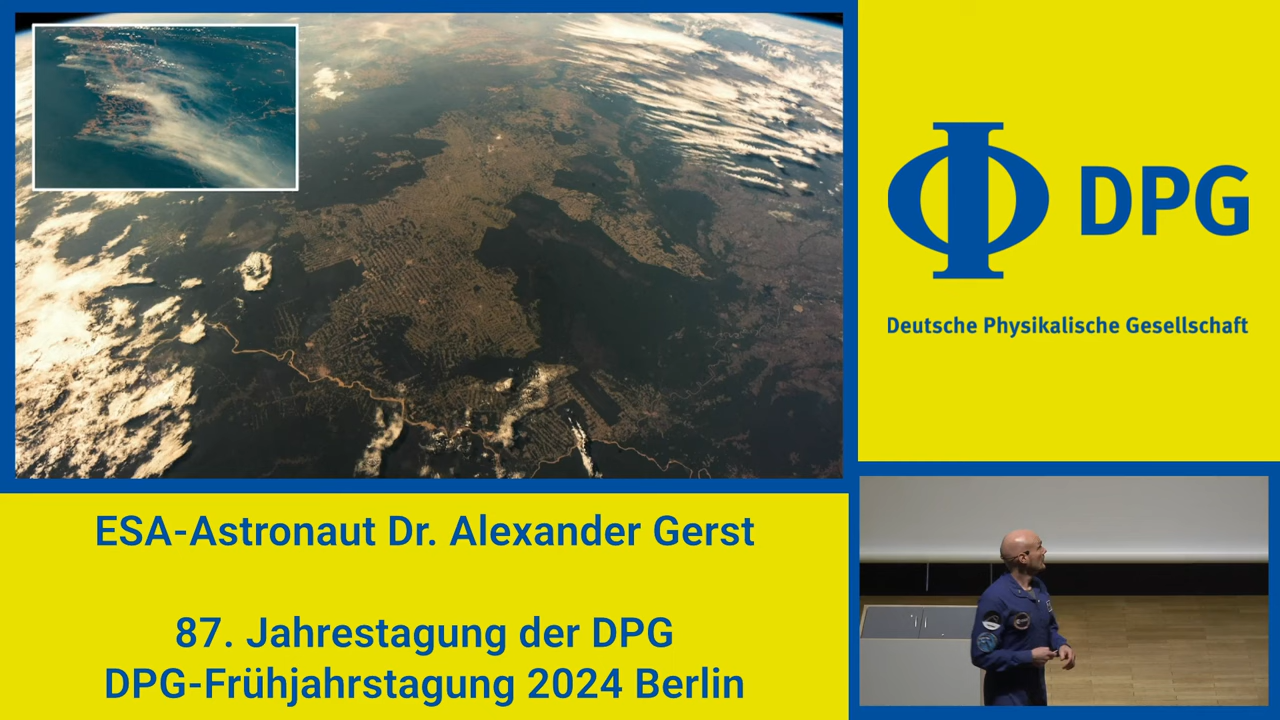 DPG
Deutsche Physikalische Gesellschaft
ESA-Astronaut Dr. Alexander Gerst
87. Jahrestagung der DPG
DPG-Frühjahrstagung 2024 Berlin